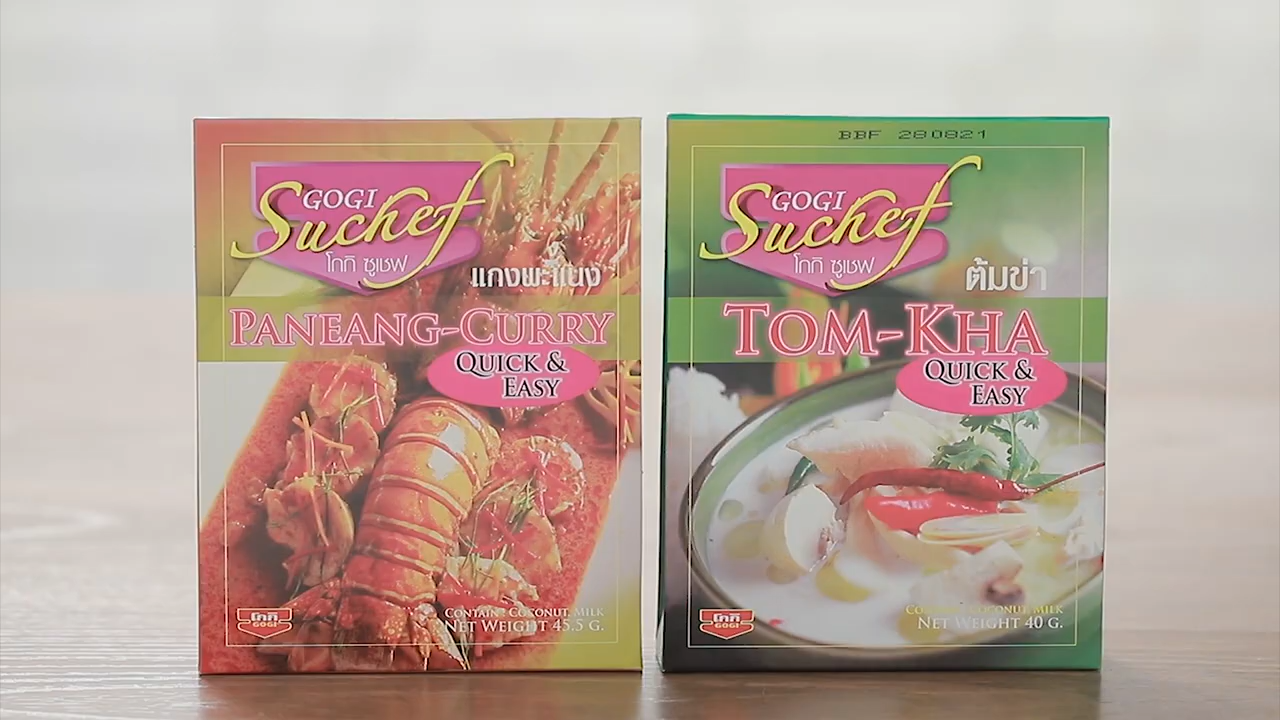 GOGI
Suchef
โกกิ ซูเชฟ
แกงพะแนง
PANEANG-CURRY
QUICK &
EASY
CONTAINS COCONUT MILK
NET WEIGHT 45.5 G.
โกกิ
GOGI
BBF 280821
GOGI
Suchef
โกกิ ซูเชฟ
ต้มข่า
TOM-KHA
QUICK &
EASY
CONTAINS COCONUT MILK
NET WEIGHT 40 G.
โกกิ
GOGI